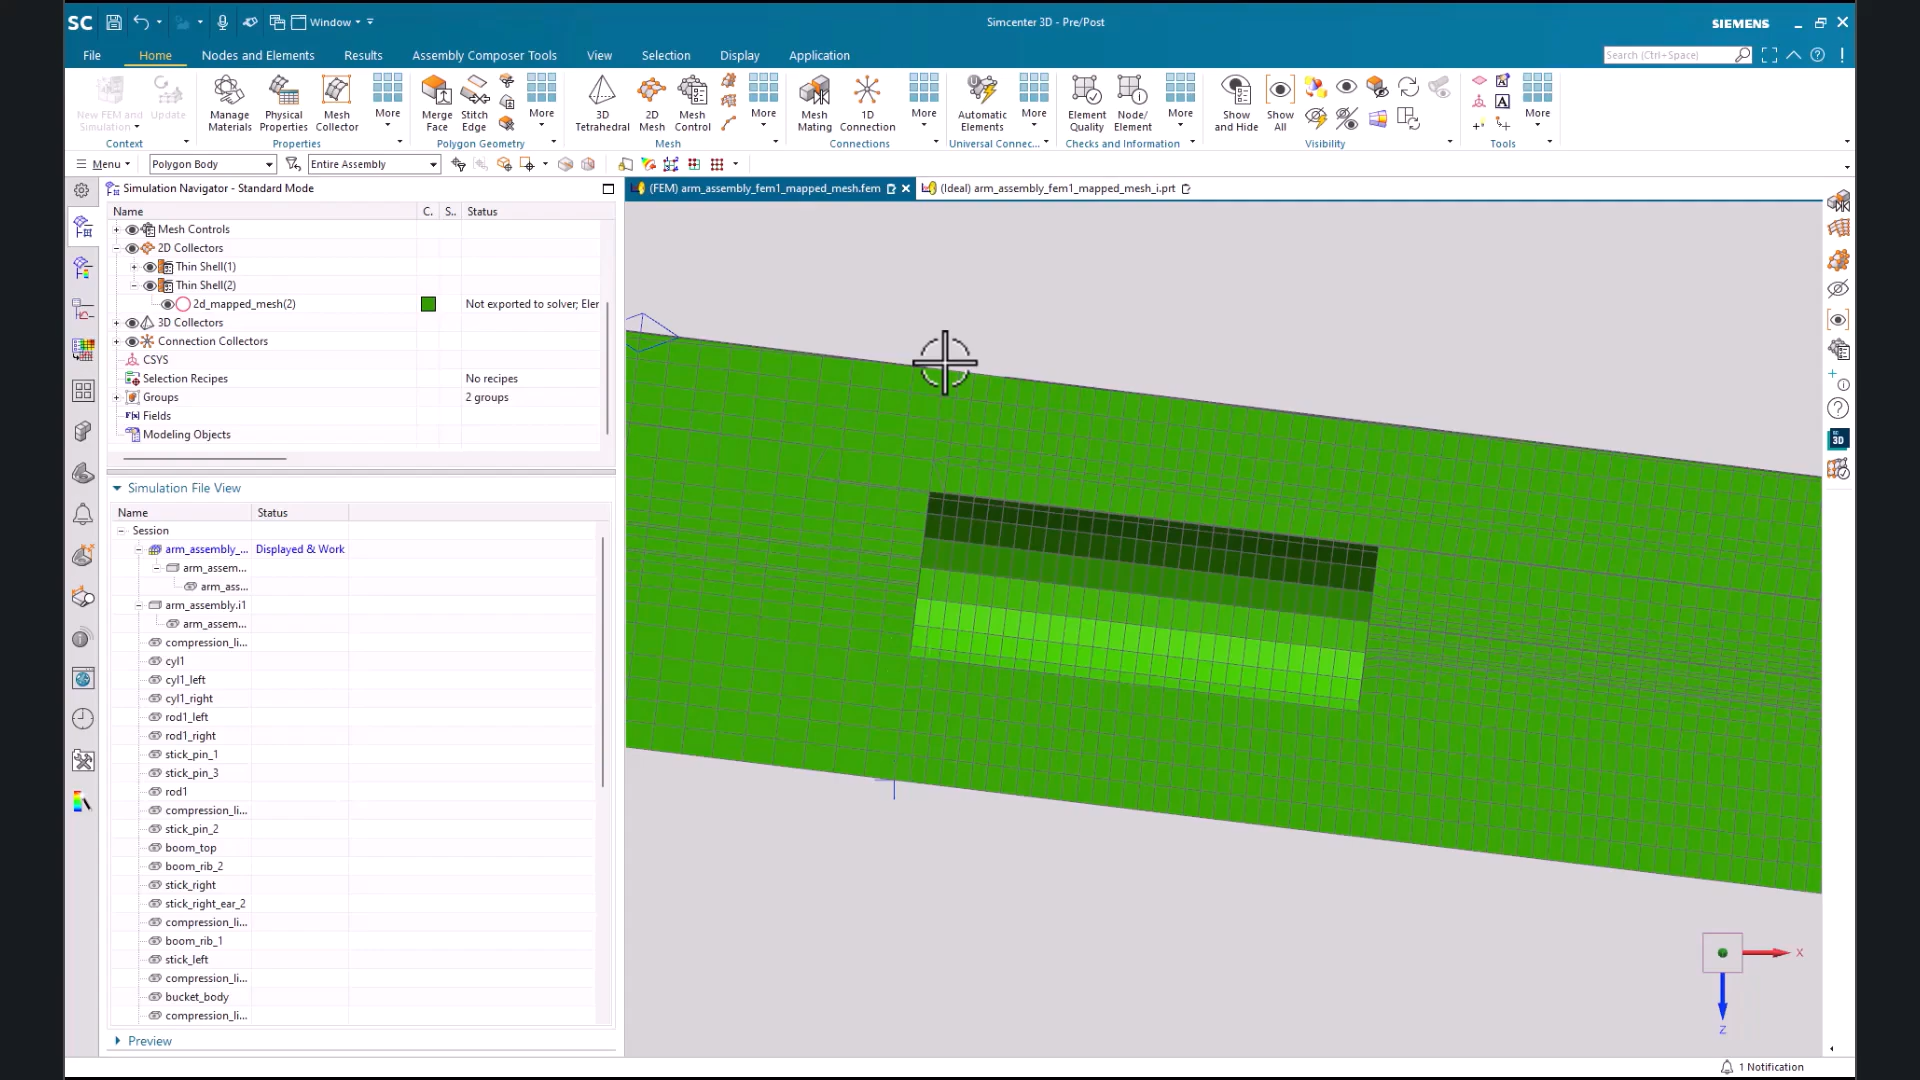 SC
Window
Simcenter 3D - Pre/Post
SIEMENS
File
Home
Nodes and Elements
Results
Assembly Composer Tools
View
Selection
Display
Application
Search (Ctrl+Space)
New FEM and Simulation
Update
Manage Materials
Physical Properties
Mesh Collector
More
Merge Face
Stitch Edge
More
3D Tetrahedral
2D Mesh
Mesh Control
More
Mesh Mating
1D Connection
More
Automatic Elements
More
Element Quality
Node/ Element
More
Show and Hide
Show All
More
Context
Properties
Polygon Geometry
Mesh
Connections
Universal Connec...
Checks and Information
Visibility
Tools
Menu
Polygon Body
Entire Assembly
Simulation Navigator - Standard Mode
(FEM) arm_assembly_fem1_mapped_mesh.fem
(Ideal) arm_assembly_fem1_mapped_mesh_i.prt
Name
C.
S..
Status
Mesh Controls
2D Collectors
Thin Shell(1)
Thin Shell(2)
2d_mapped_mesh(2)
Not exported to solver; Eler
3D Collectors
Connection Collectors
CSYS
Selection Recipes
No recipes
Groups
2 groups
Fields
Modeling Objects
Simulation File View
Name
Status
Session
arm_assembly_...
Displayed & Work
arm_assem...
arm_ass...
arm_assembly.i1
arm_assem...
compression_li...
cyl1
cyl1_left
cyl1_right
rod1_left
rod1_right
stick_pin_1
stick_pin_3
rod1
compression_li...
stick_pin_2
boom_top
boom_rib_2
stick_right
stick_right_ear_2
compression_li...
boom_rib_1
stick_left
compression_li...
bucket_body
compression_li...
Preview
3D
X
Z
1 Notification